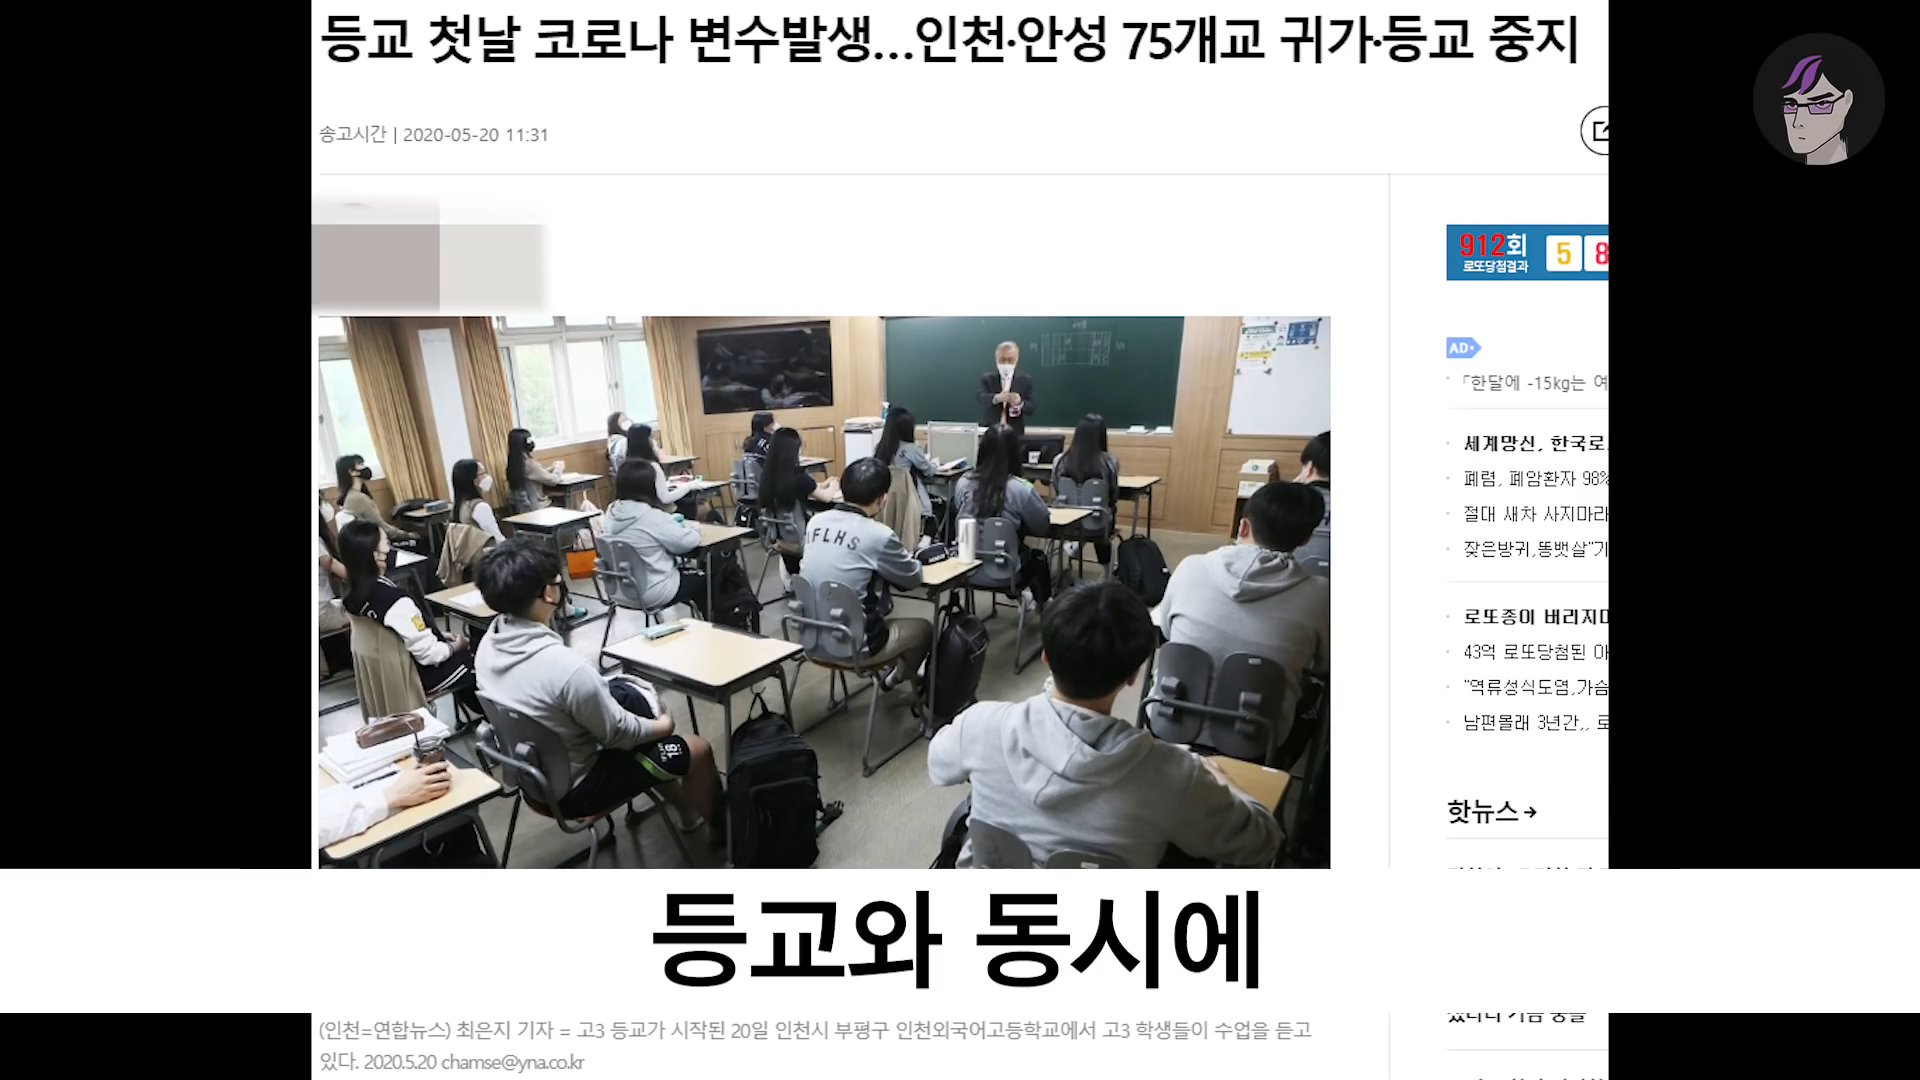 등교 첫날 코로나 변수발생...인천·안성 75개교 귀가·등교 중지
송고시간 | 2020-05-20 11:31
912회
로또당첨결과
5 8
AD
「한달에 -15kg는 여
세계망신, 한국로
폐렴, 폐암환자 98%
절대 새차 사지마라
잦은방귀,똥뱃살"기
로또종이 버리지마
43억 로또당첨된 아
"역류성식도염,가슴
남편몰래 3년간,, 로
핫뉴스
IFLHS
18
등교와 동시에
(인천=연합뉴스) 최은지 기자 = 고3 등교가 시작된 20일 인천시 부평구 인천외국어고등학교에서 고3 학생들이 수업을 듣고
있다. 2020.5.20 chamse@yna.co.kr